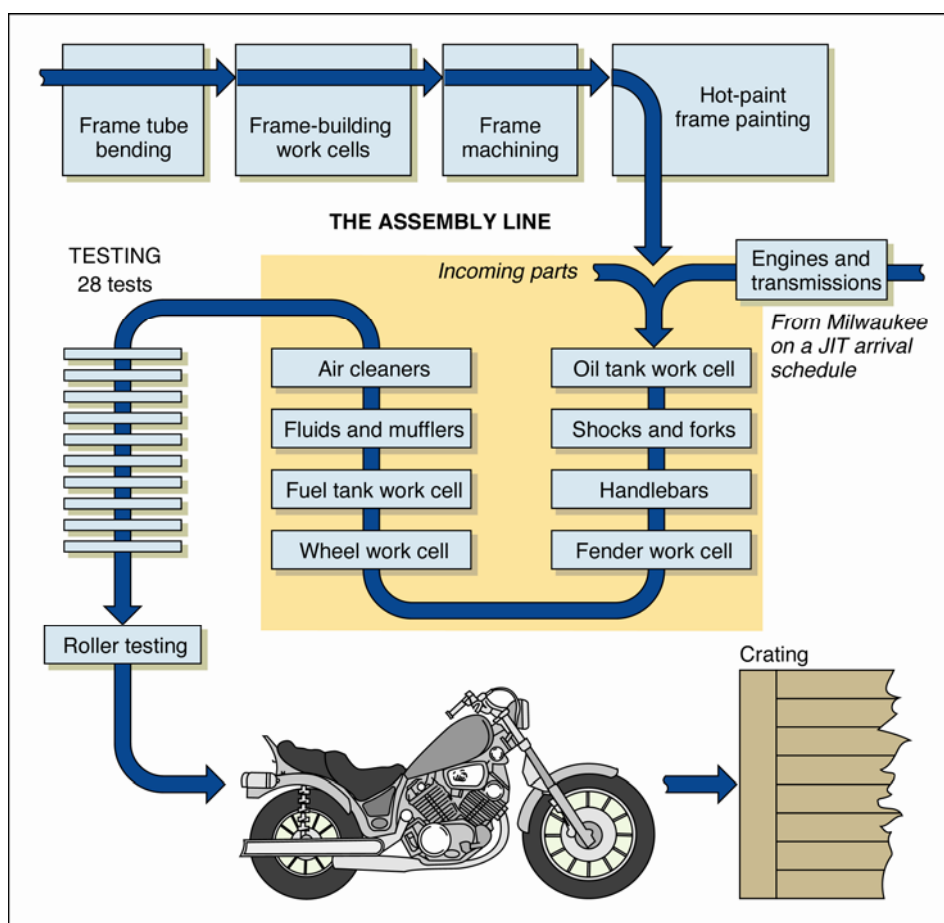 Frame tube
bending
Frame-building
work cells
Frame
machining
Hot-paint
frame painting
THE ASSEMBLY LINE
TESTING
28 tests
Incoming parts
Engines and
transmissions
From Milwaukee
on a JIT arrival
schedule
Air cleaners
Oil tank work cell
Fluids and mufflers
Shocks and forks
Fuel tank work cell
Handlebars
Wheel work cell
Fender work cell
Roller testing
Crating